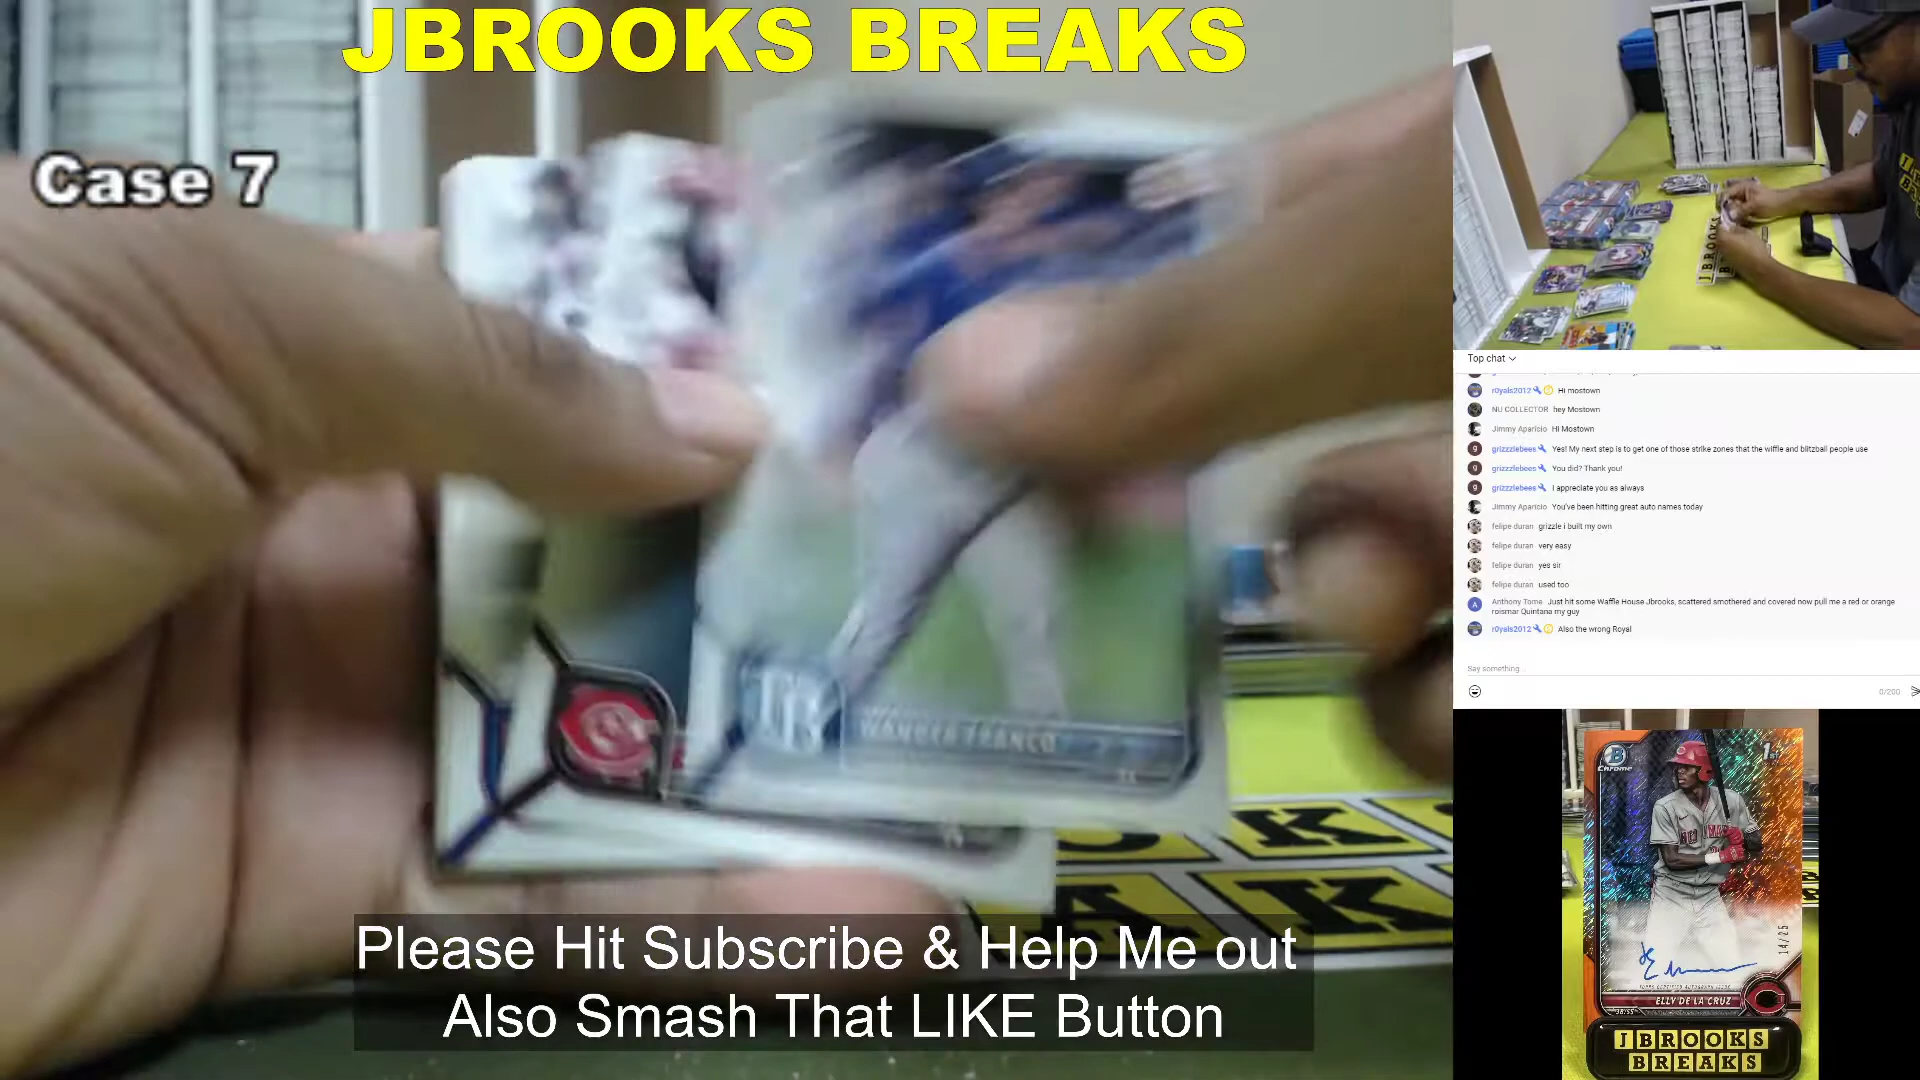 JBROOKS BREAKS
Case 7
WANDER FRANCO
Please Hit Subscribe & Help Me out
Also Smash That LIKE Button
Top chat
r0yals2012 Hi mostown
NU COLLECTOR hey Mostown
Jimmy Aparicio Hi Mostown
grizzzlebees Yes! My next step is to get one of those strike zones that the wiffle and blitzball people use
grizzzlebees You did? Thank you!
grizzzlebees I appreciate you as always
Jimmy Aparicio You've been hitting great auto names today
felipe duran grizzle i built my own
felipe duran very easy
felipe duran yes sir
felipe duran used too
Anthony Tome Just hit some Waffle House Jbrooks, scattered smothered and covered now pull me a red or orange
roismar Quintana my guy
r0yals2012 Also the wrong Royal
Say something...
0/200
B
Chrome
1st
14/25
ELLY DE LA CRUZ
JBROOKS
BREAKS